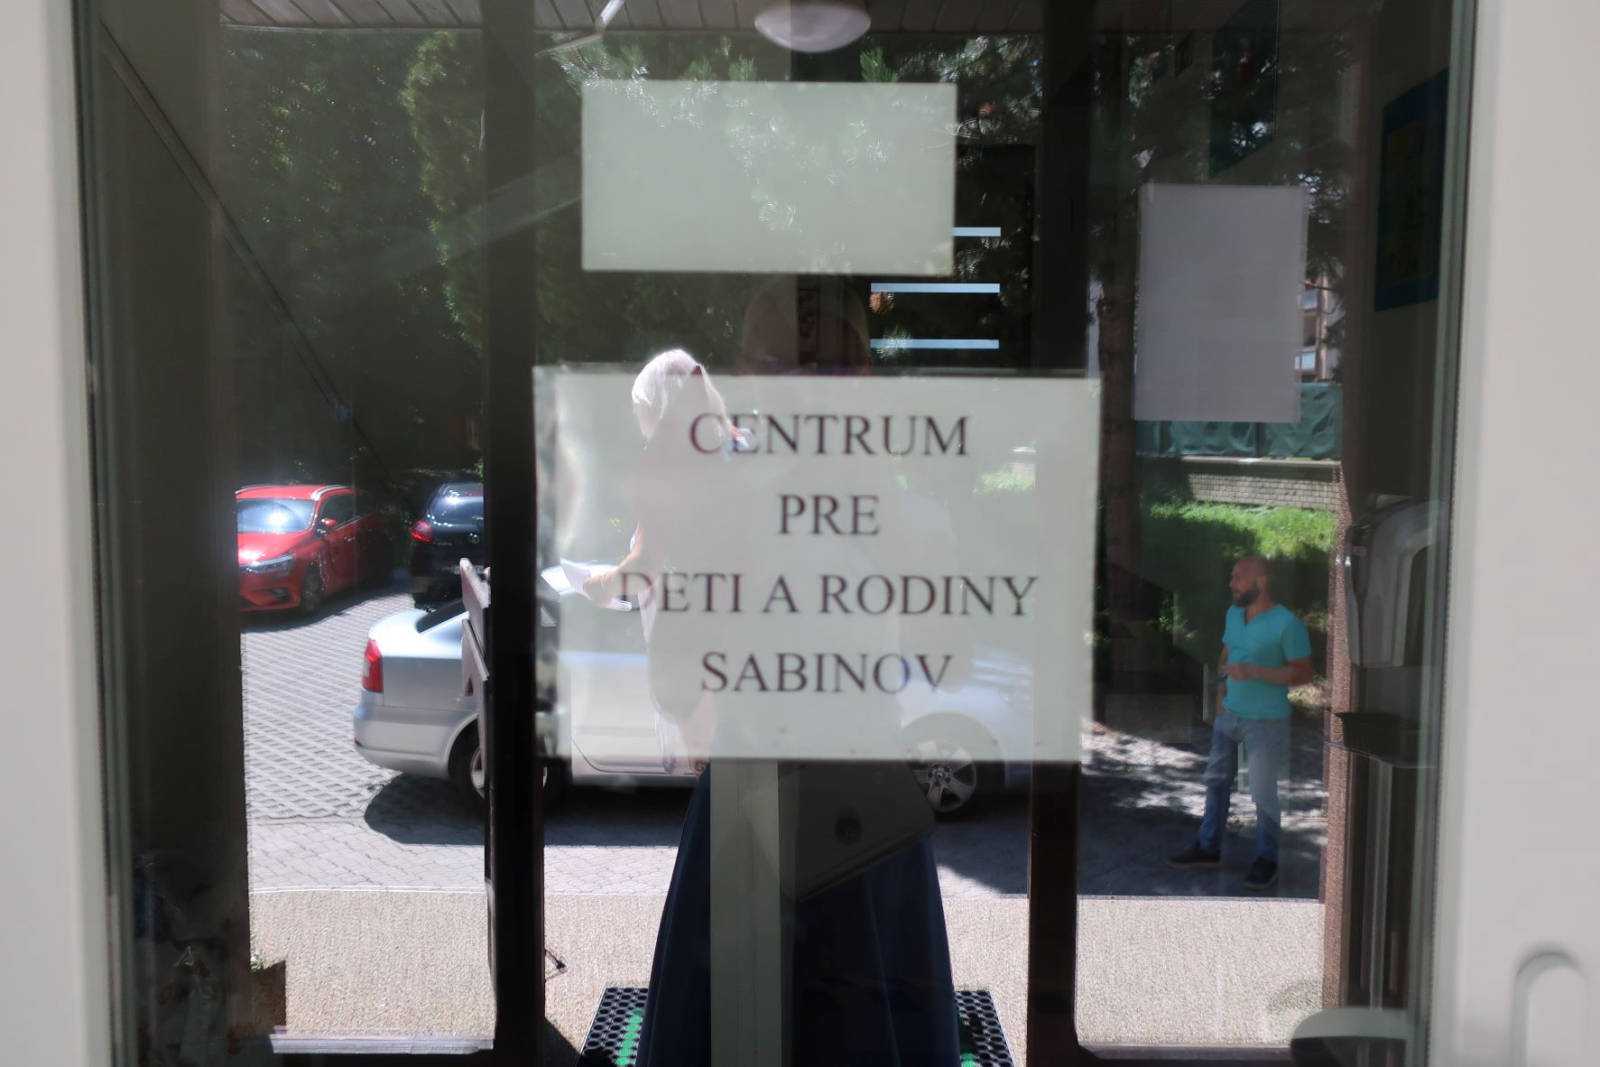 CENTRUM
PRE
DETI A RODINY
SABINOV